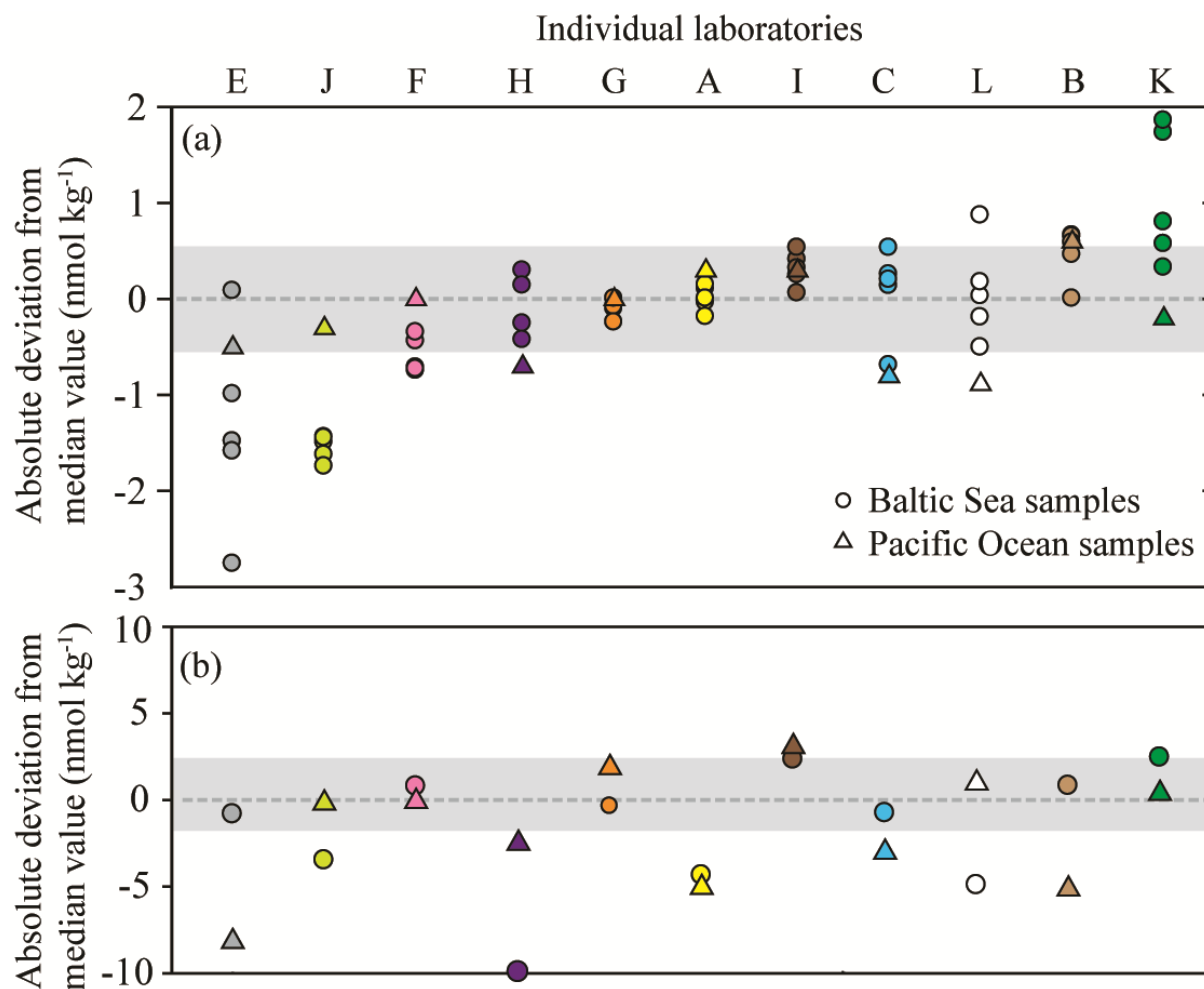 Individual laboratories
E J F H G A I C L B K
(a)
Absolute deviation from
median value (nmol kg⁻¹)
2
1
0
-1
-2
-3
Baltic Sea samples
Pacific Ocean samples
(b)
Absolute deviation from
median value (nmol kg⁻¹)
10
5
0
-5
-10